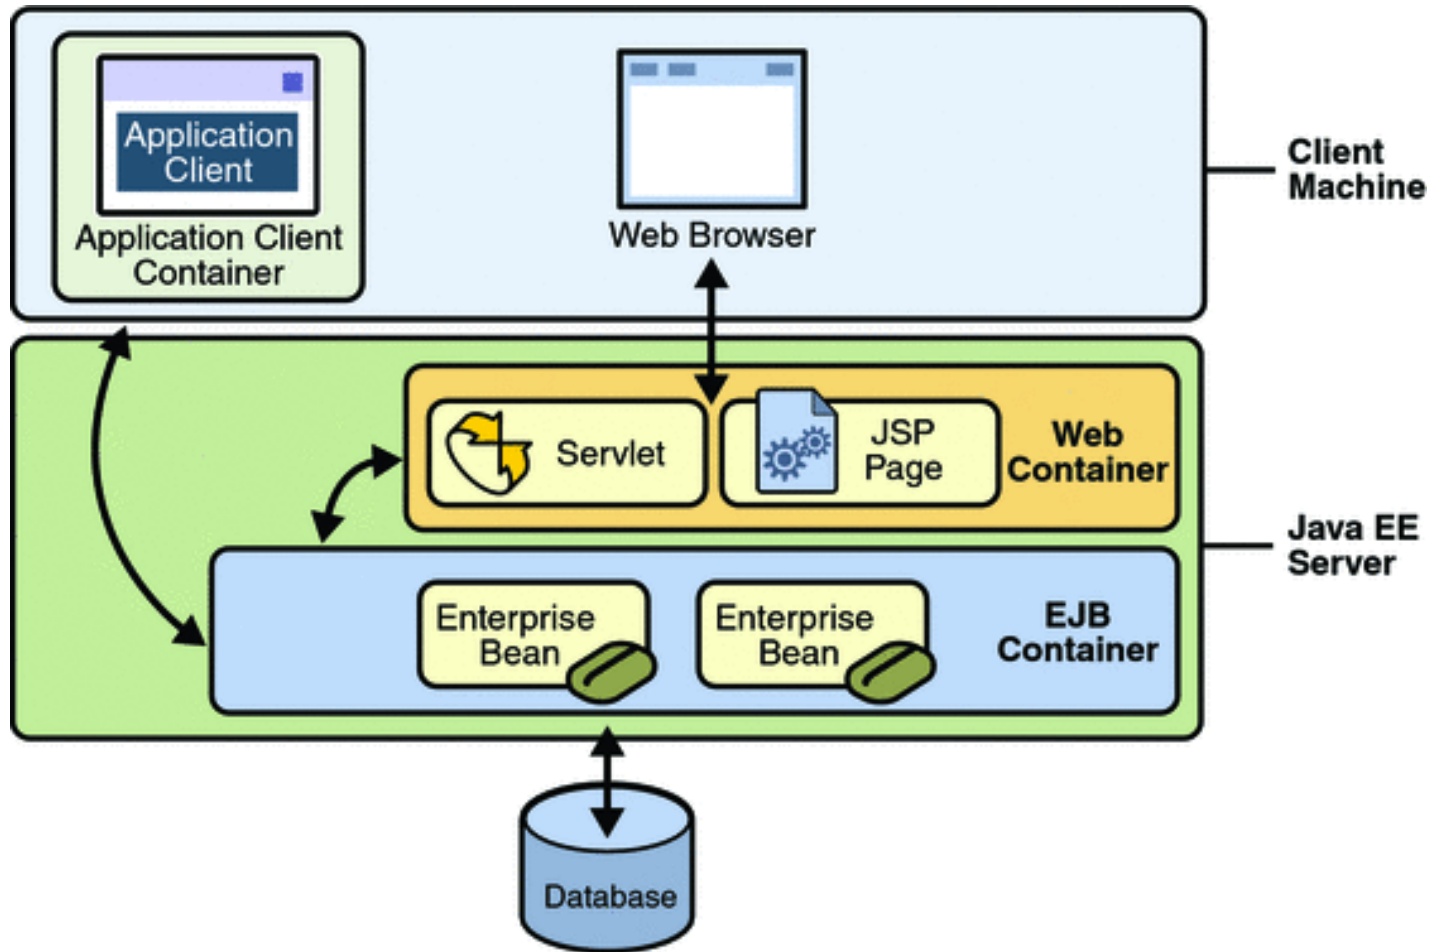 Application
Client
Application Client
Container
Web Browser
Client
Machine
Servlet
JSP
Page
Web
Container
Java EE
Server
Enterprise
Bean
Enterprise
Bean
EJB
Container
Database